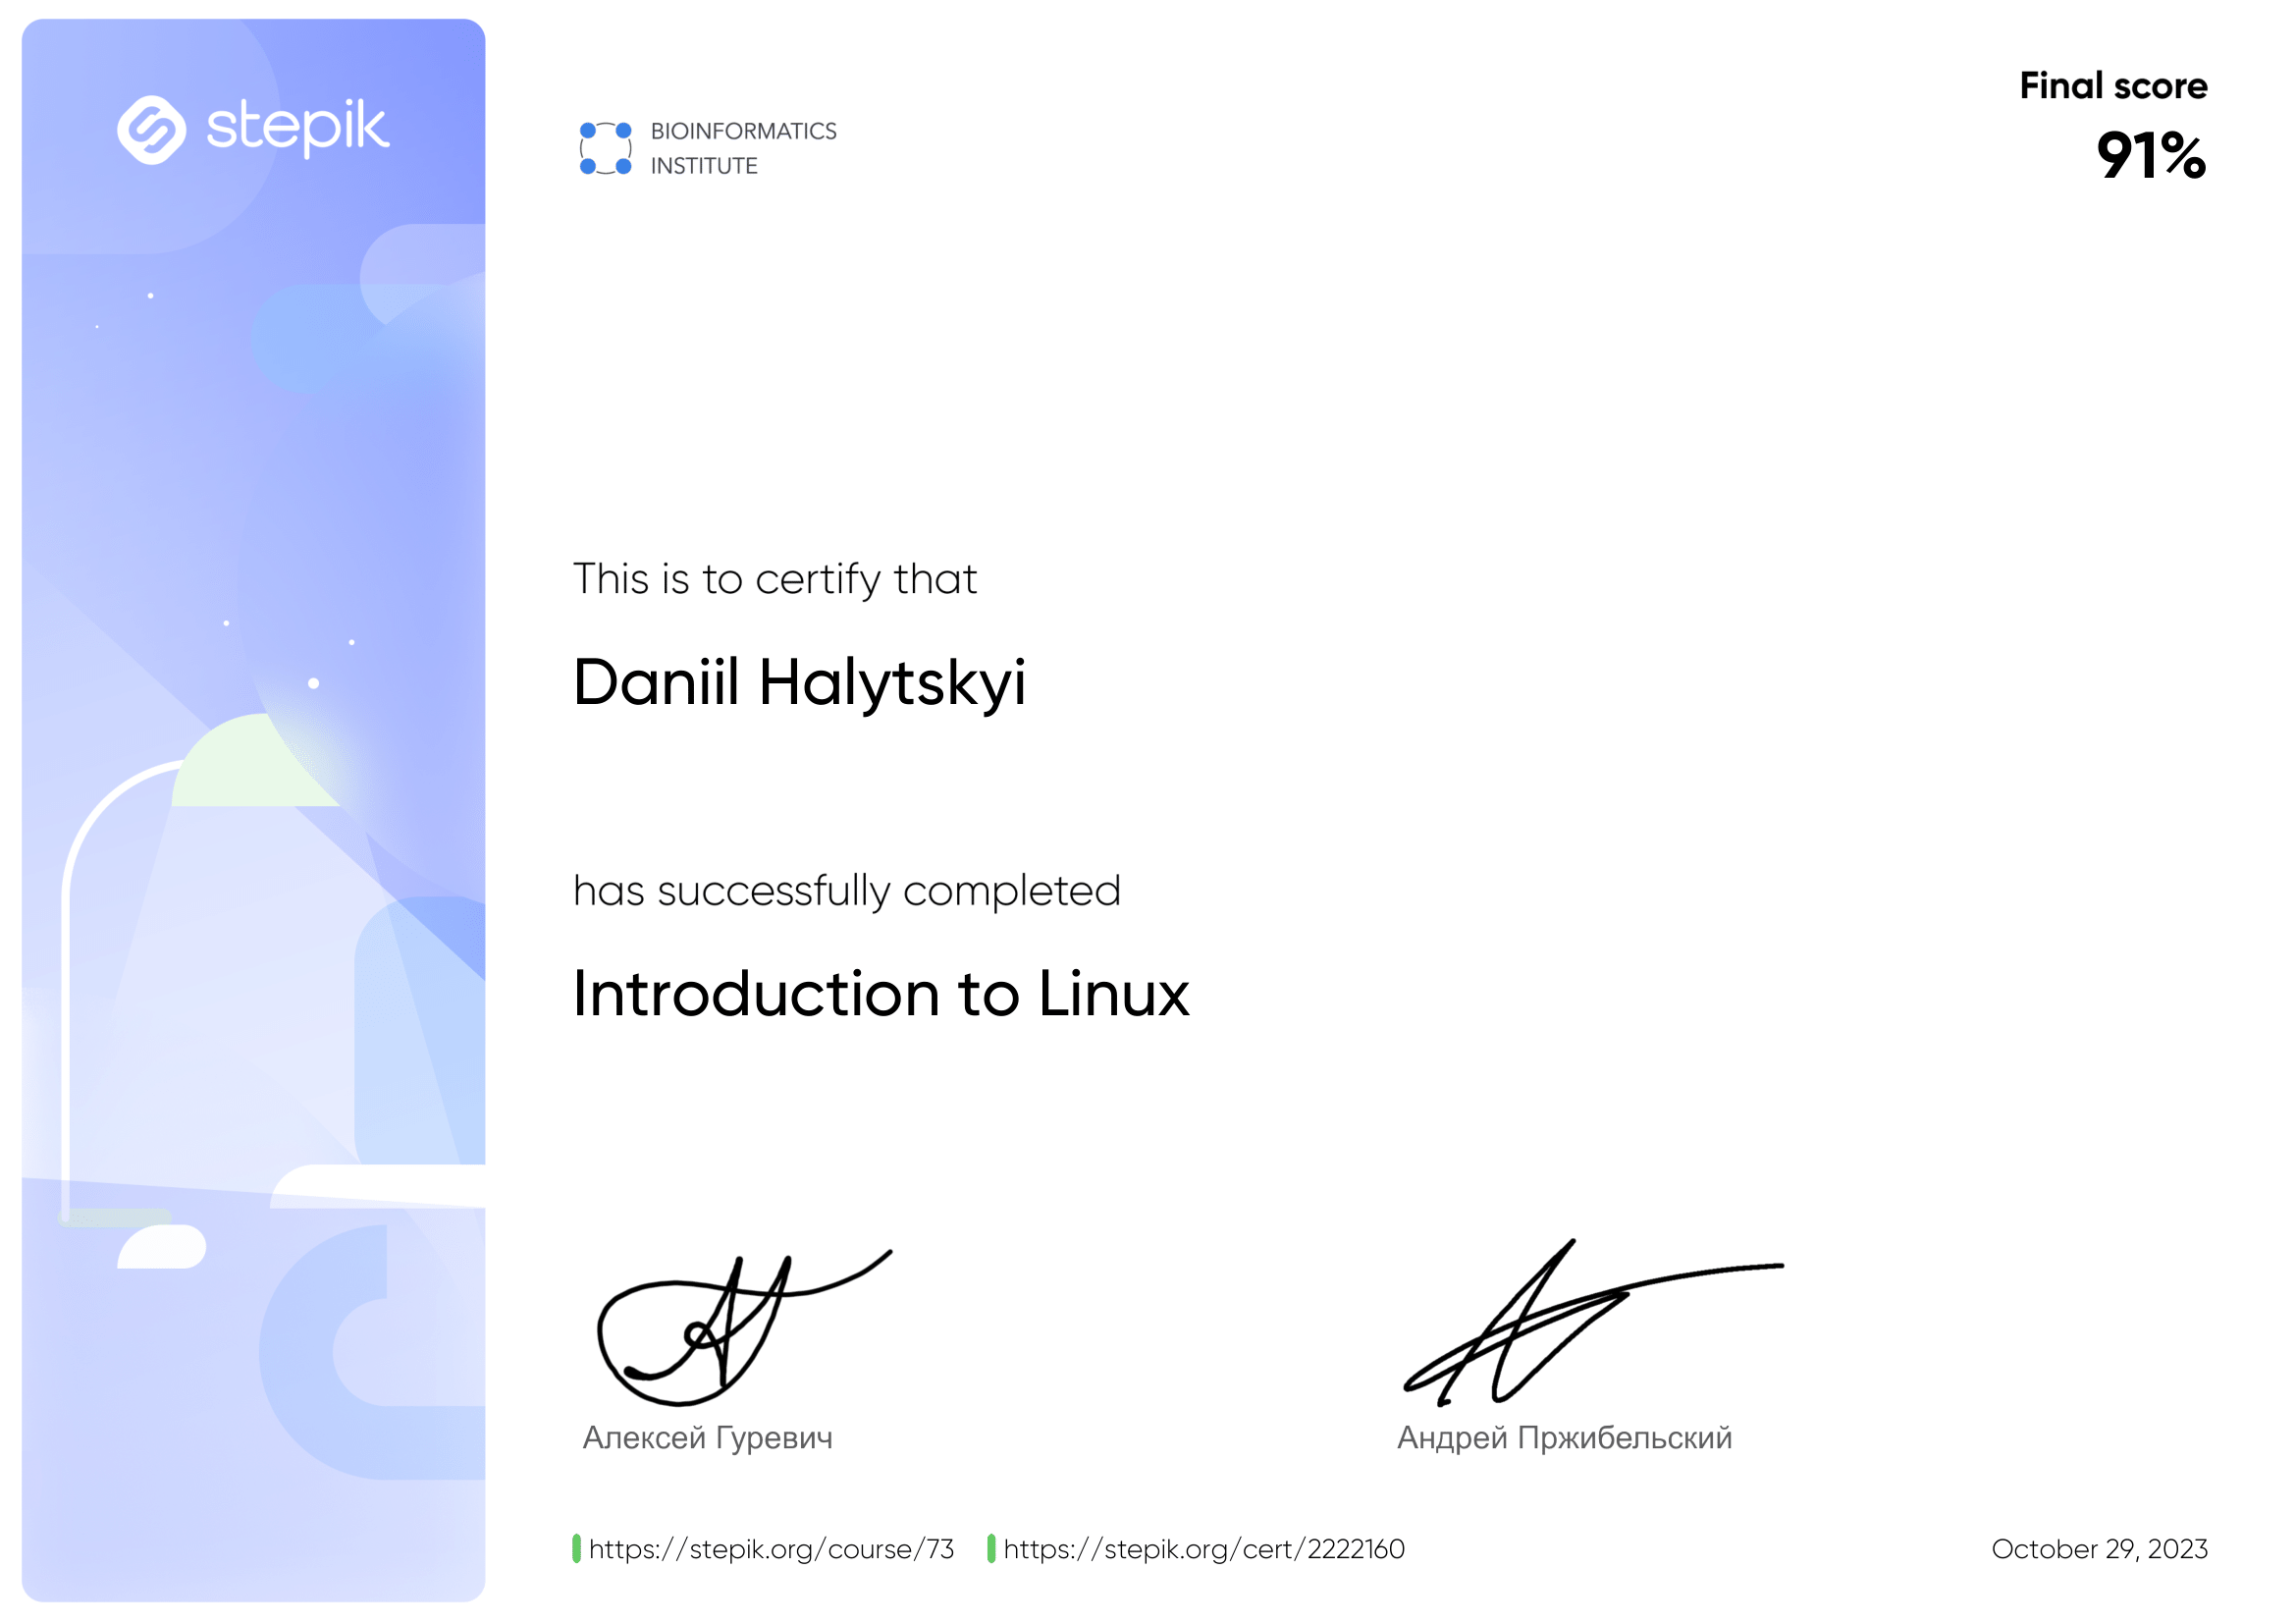 stepik
BIOINFORMATICS
INSTITUTE
Final score
91%
This is to certify that
Daniil Halytskyi
has successfully completed
Introduction to Linux
Алексей Гуревич
Андрей Пржибельский
https://stepik.org/course/73
https://stepik.org/cert/2222160
October 29, 2023